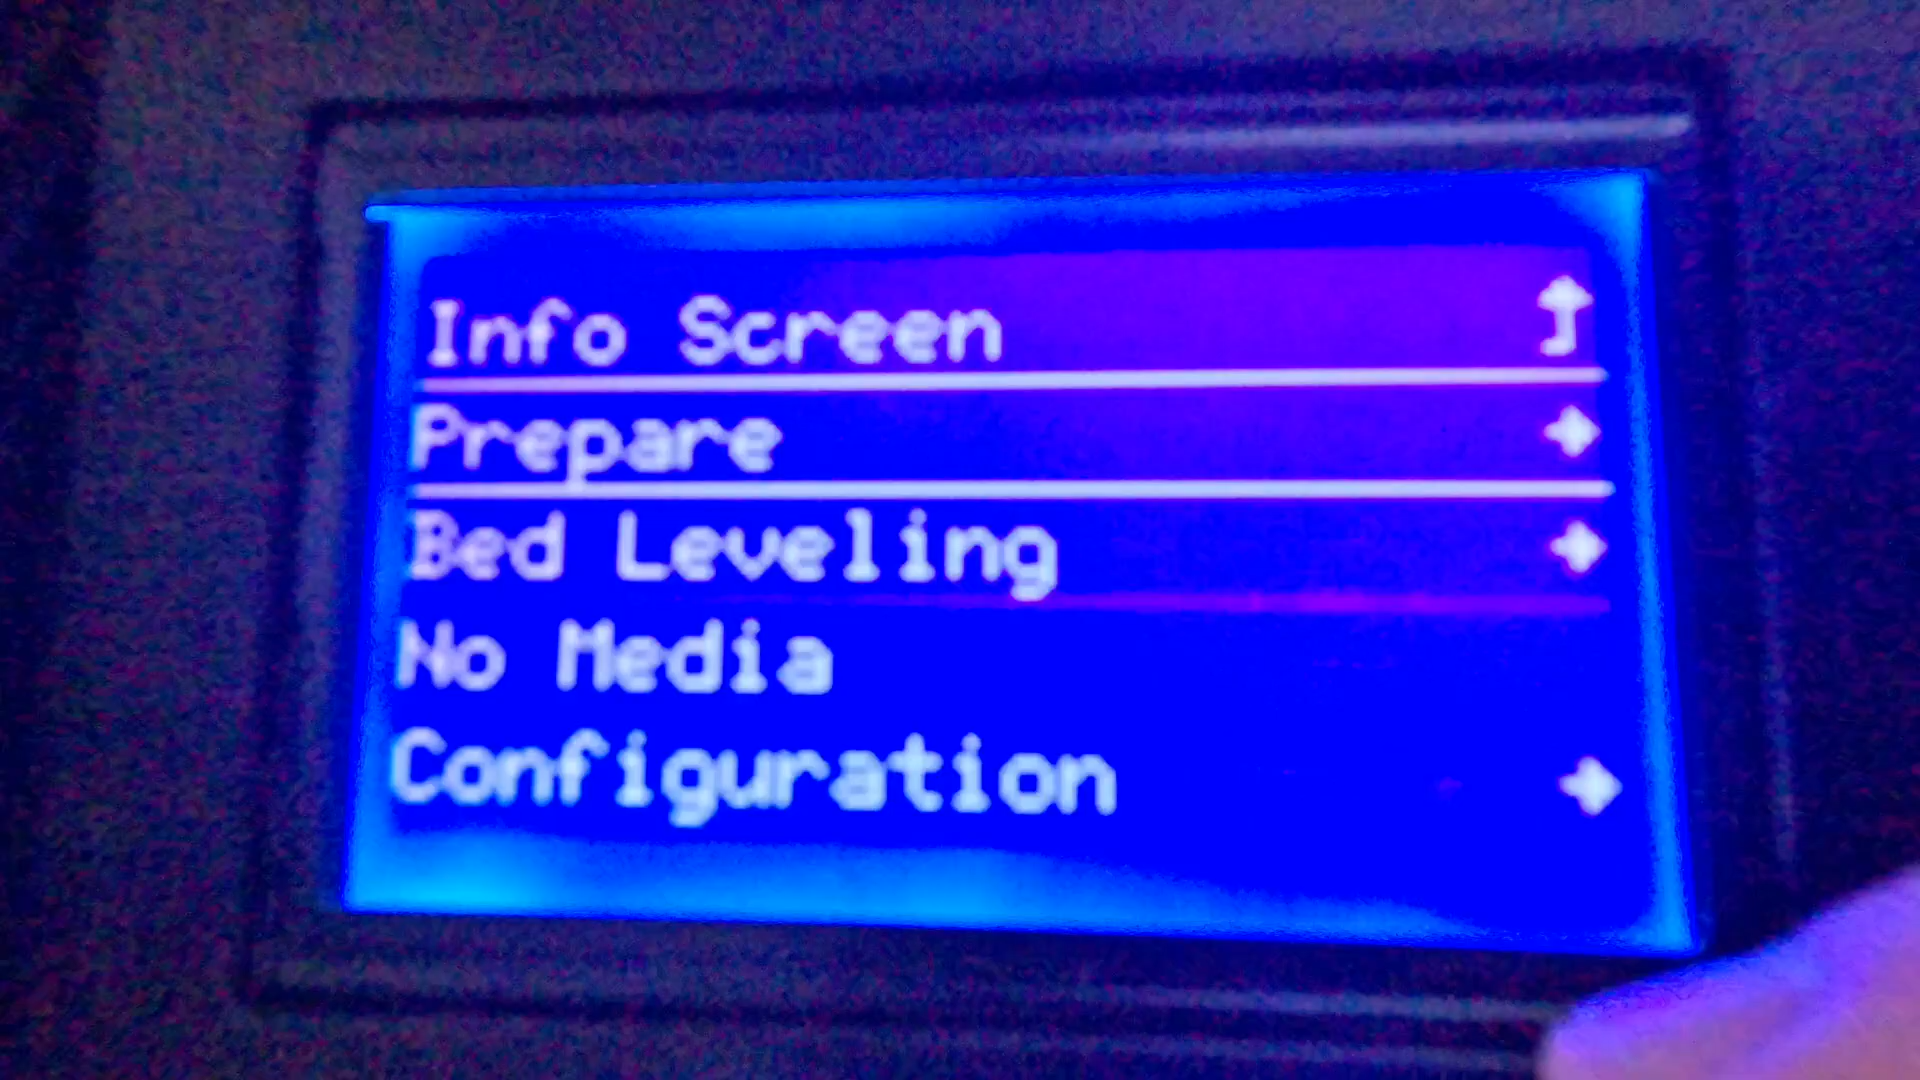 Info Screen
Prepare
Bed Leveling
No Media
Configuration